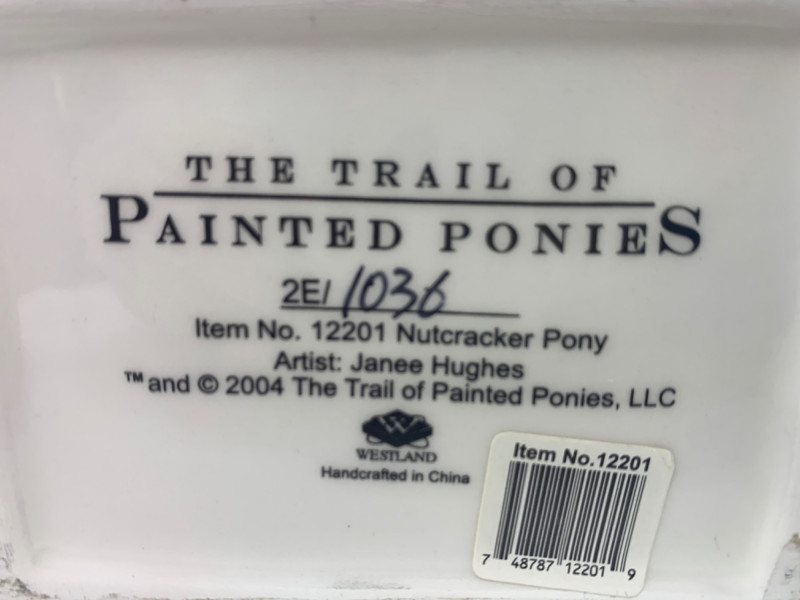 THE TRAIL OF
PAINTED PONIES
2E/1036
Item No. 12201 Nutcracker Pony
Artist: Janee Hughes
™ and © 2004 The Trail of Painted Ponies, LLC
W
WESTLAND
Handcrafted in China
Item No.12201
7 48787 12201 9